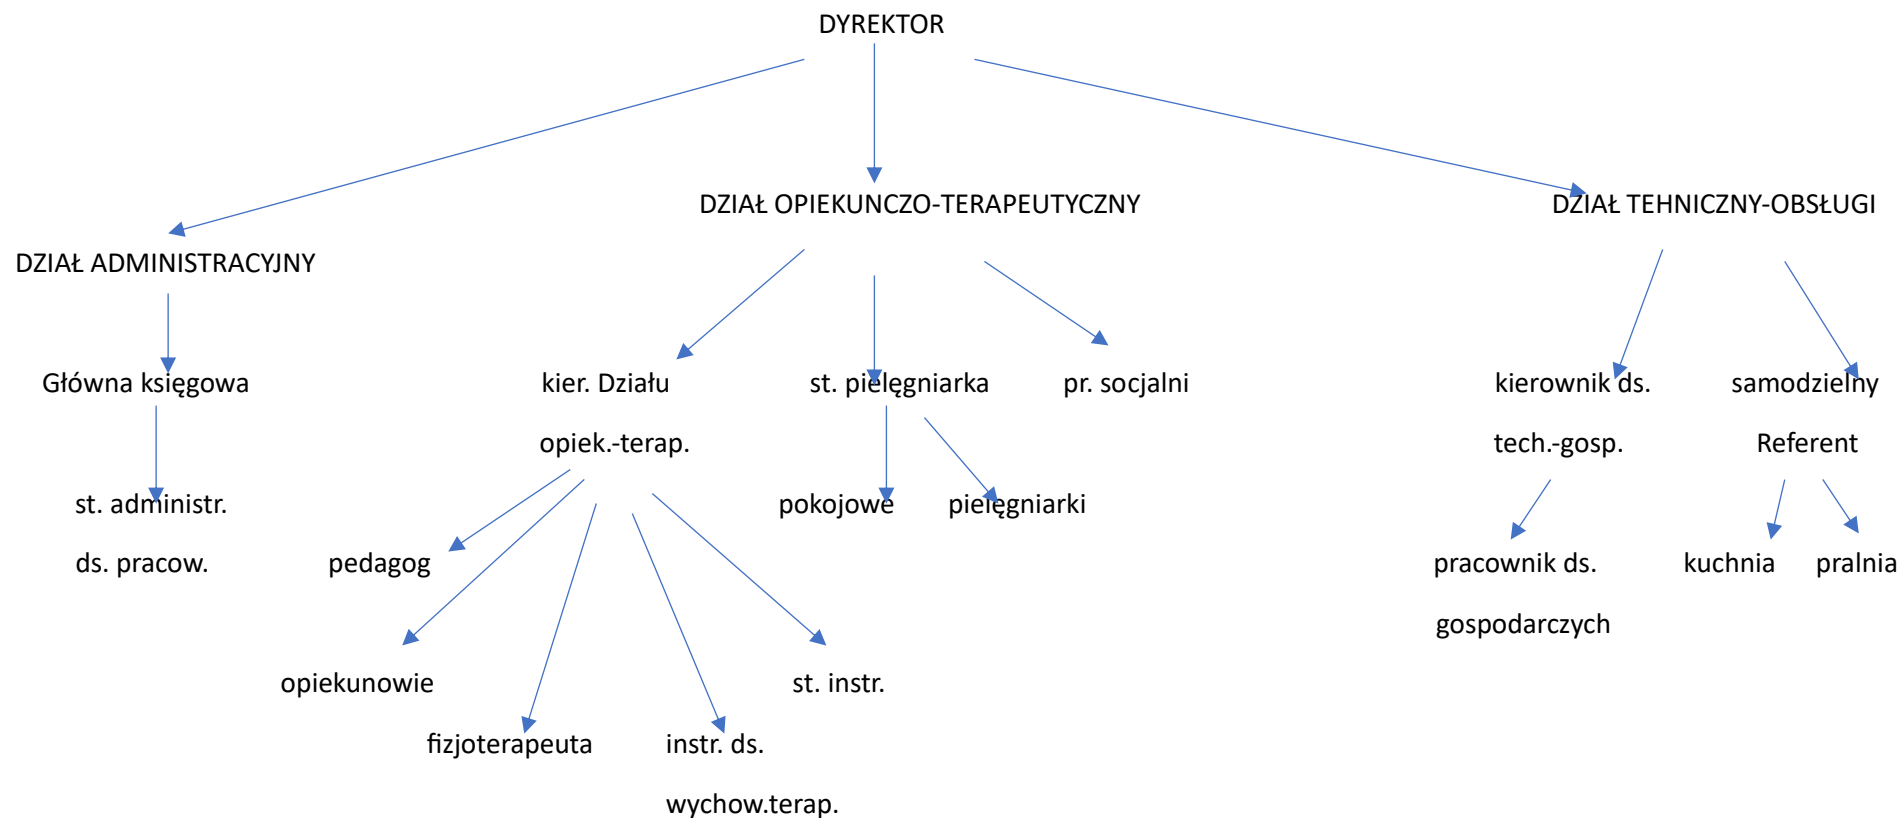 DYREKTOR
DZIAŁ OPIEKUNCZO-TERAPEUTYCZNY
DZIAŁ TEHNICZNY-OBSŁUGI
DZIAŁ ADMINISTRACYJNY
Główna księgowa
kier. Działu
st. pielęgniarka
pr. socjalni
kierownik ds.
samodzielny
opiek.-terap.
tech.-gosp.
Referent
st. administr.
pokojowe
pielęgniarki
ds. pracow.
pedagog
pracownik ds.
kuchnia
pralnia
gospodarczych
opiekunowie
st. instr.
fizjoterapeuta
instr. ds.
wychow.terap.